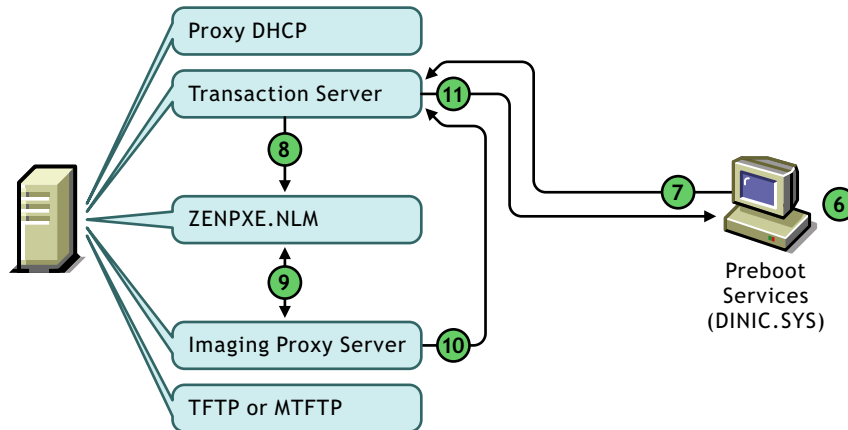 Proxy DHCP
Transaction Server
11
8
7
6
ZENPXE.NLM
9
Preboot
Services
(DINIC.SYS)
Imaging Proxy Server
10
TFTP or MTFTP